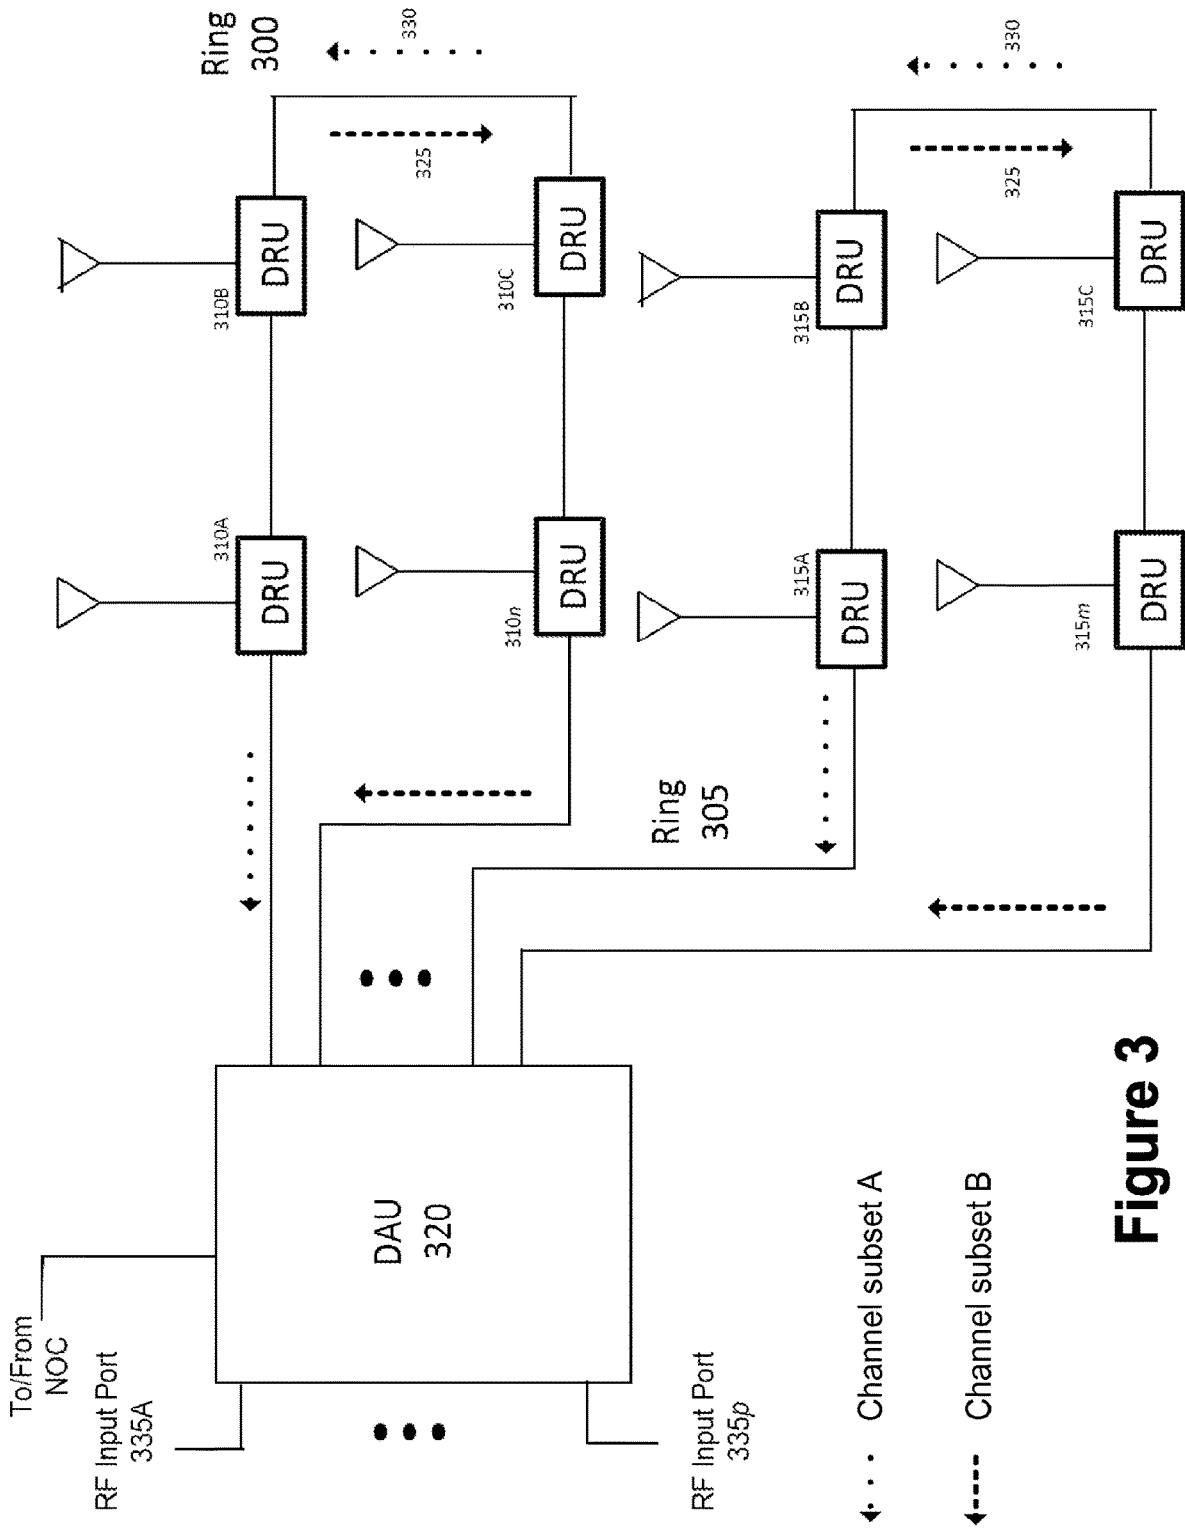 To/From
NOC
RF Input Port
335A
RF Input Port
335p
DAU
320
Ring
300
330
325
310A
DRU
310B
DRU
310n
DRU
310C
DRU
Ring
305
330
325
315A
DRU
315B
DRU
315m
DRU
315C
DRU
Channel subset A
Channel subset B
Figure 3